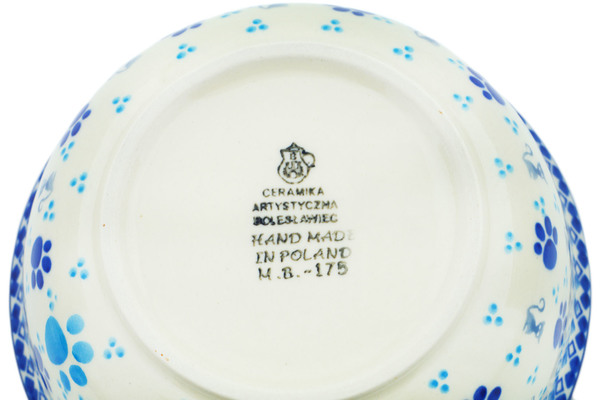 CERAMIKA
ARTYSTYCZNA
BOLESŁAWIEC
HAND MADE
IN POLAND
M.B.-175